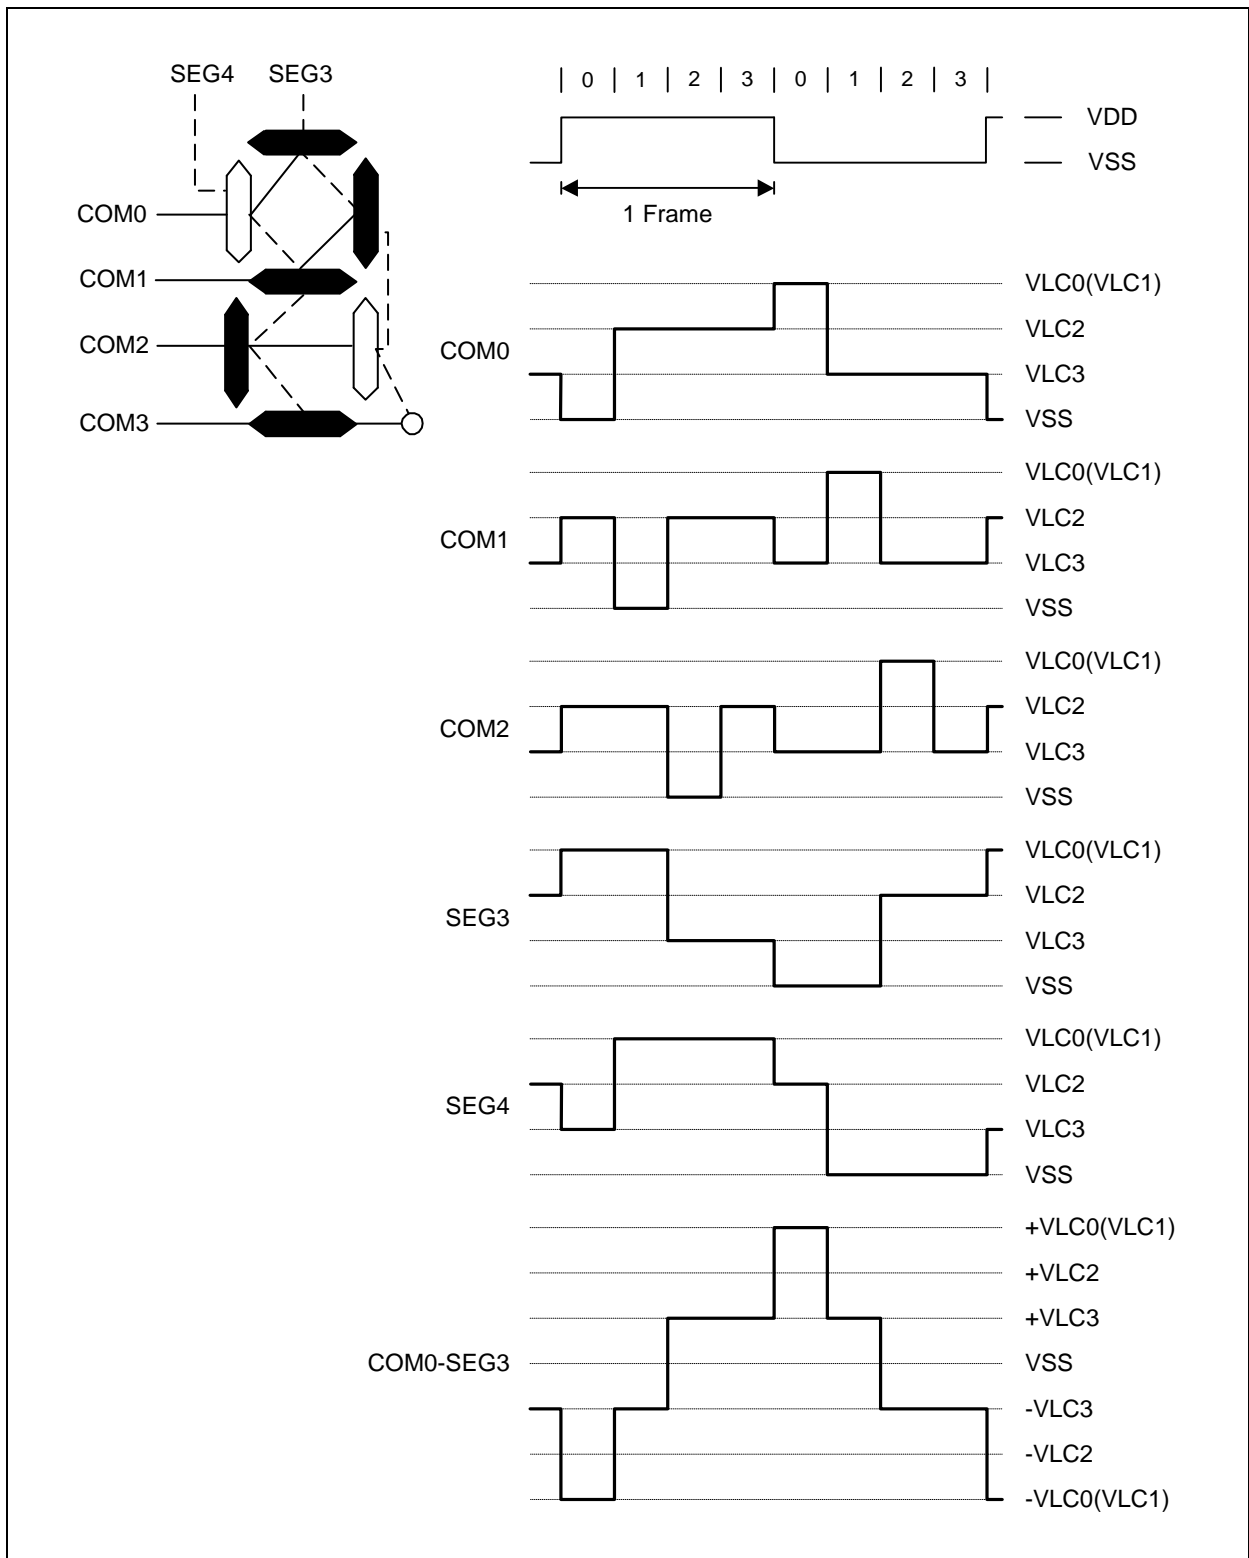 SEG4 SEG3
| 0 | 1 | 2 | 3 | 0 | 1 | 2 | 3 |
VDD
VSS
1 Frame
COM0
COM1
COM2
COM3
COM0
VLC0(VLC1)
VLC2
VLC3
VSS
COM1
VLC0(VLC1)
VLC2
VLC3
VSS
COM2
VLC0(VLC1)
VLC2
VLC3
VSS
SEG3
VLC0(VLC1)
VLC2
VLC3
VSS
SEG4
VLC0(VLC1)
VLC2
VLC3
VSS
COM0-SEG3
+VLC0(VLC1)
+VLC2
+VLC3
VSS
-VLC3
-VLC2
-VLC0(VLC1)